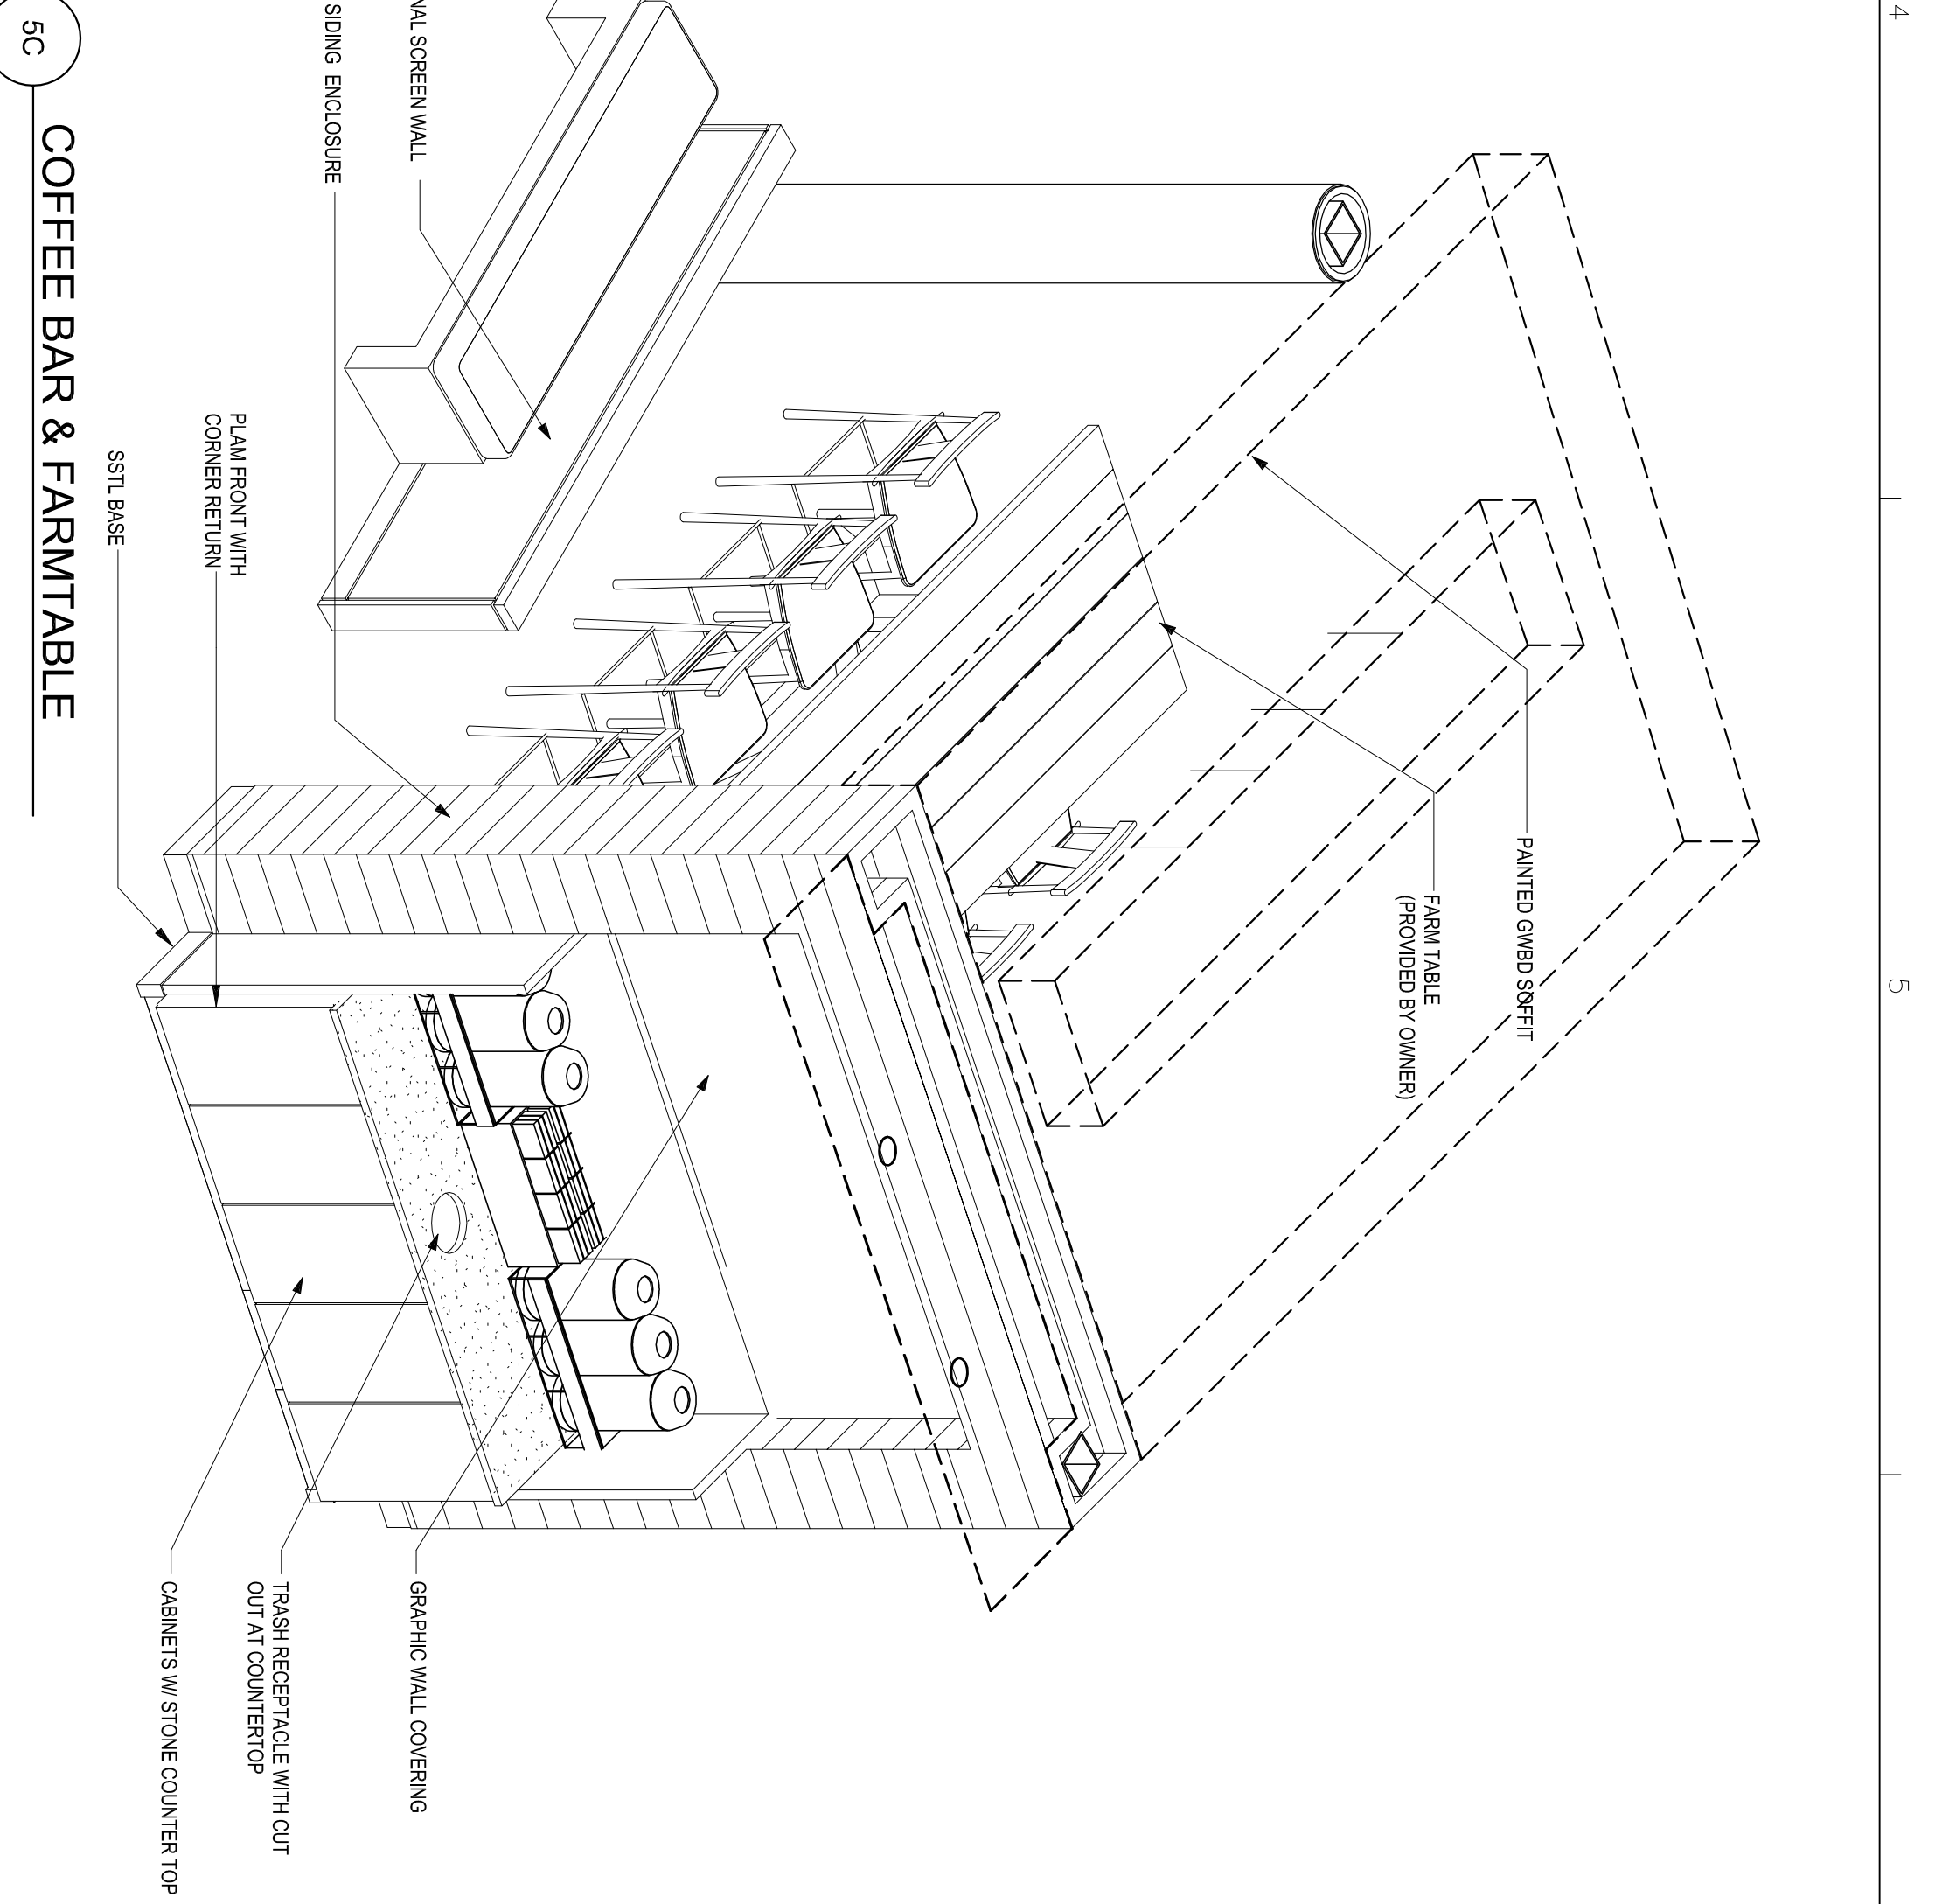 4
5
PAINTED GWBD SOFFIT
FARM TABLE
(PROVIDED BY OWNER)
NAL SCREEN WALL
SIDING ENCLOSURE
PLAM FRONT WITH
CORNER RETURN
SSTL BASE
GRAPHIC WALL COVERING
TRASH RECEPTACLE WITH CUT
OUT AT COUNTERTOP
CABINETS W/ STONE COUNTER TOP
5C
COFFEE BAR & FARMTABLE